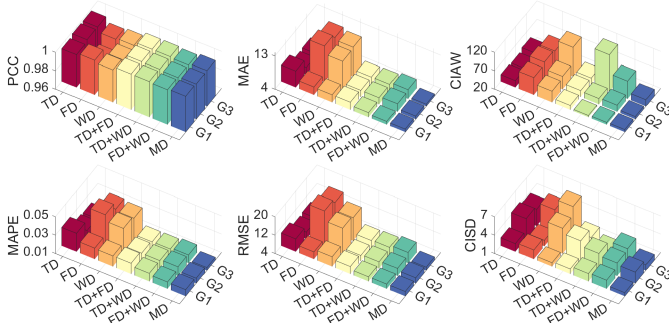 PCC
1
0.98
0.96
TD
FD
WD
TD+FD
TD+WD
FD+WD
MD
G1
G2
G3
MAE
13
4
TD
FD
WD
TD+FD
TD+WD
FD+WD
MD
G1
G2
G3
CIAW
120
70
20
TD
FD
WD
TD+FD
TD+WD
FD+WD
MD
G1
G2
G3
MAPE
0.05
0.03
0.01
TD
FD
WD
TD+FD
TD+WD
FD+WD
MD
G1
G2
G3
RMSE
20
12
4
TD
FD
WD
TD+FD
TD+WD
FD+WD
MD
G1
G2
G3
CISD
7
4
1
TD
FD
WD
TD+FD
TD+WD
FD+WD
MD
G1
G2
G3